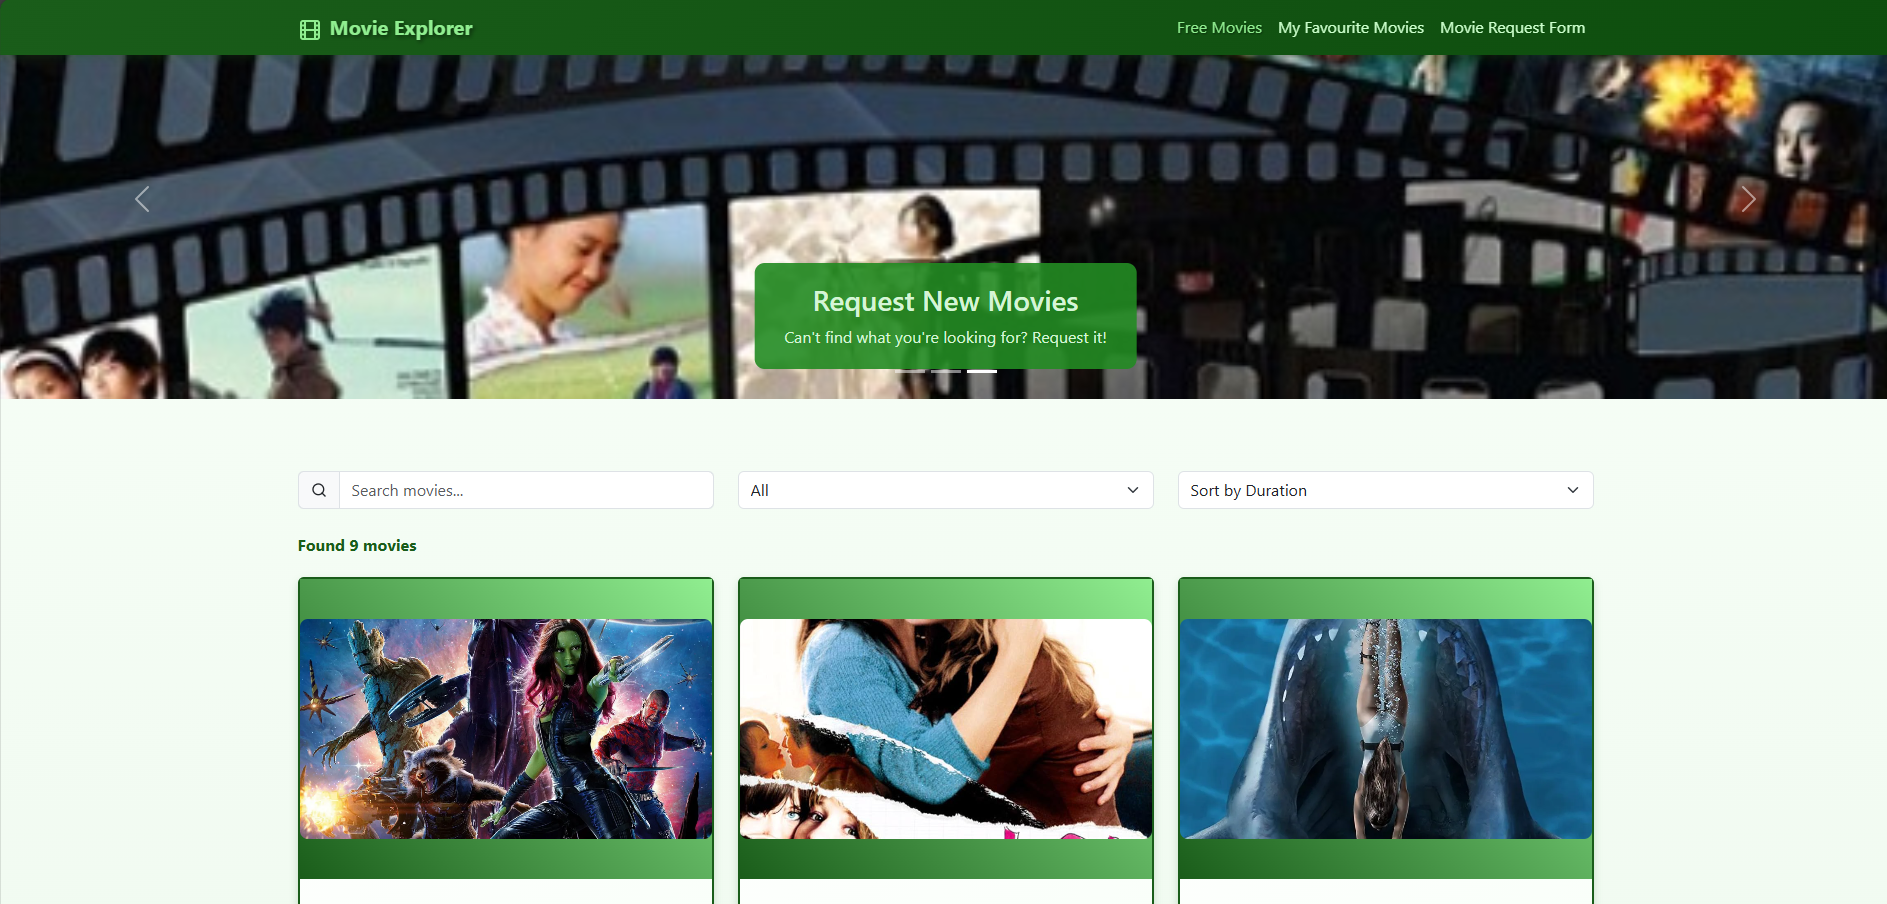 Movie Explorer
Free Movies
My Favourite Movies
Movie Request Form
Request New Movies
Can't find what you're looking for? Request it!
Search movies...
All
Sort by Duration
Found 9 movies